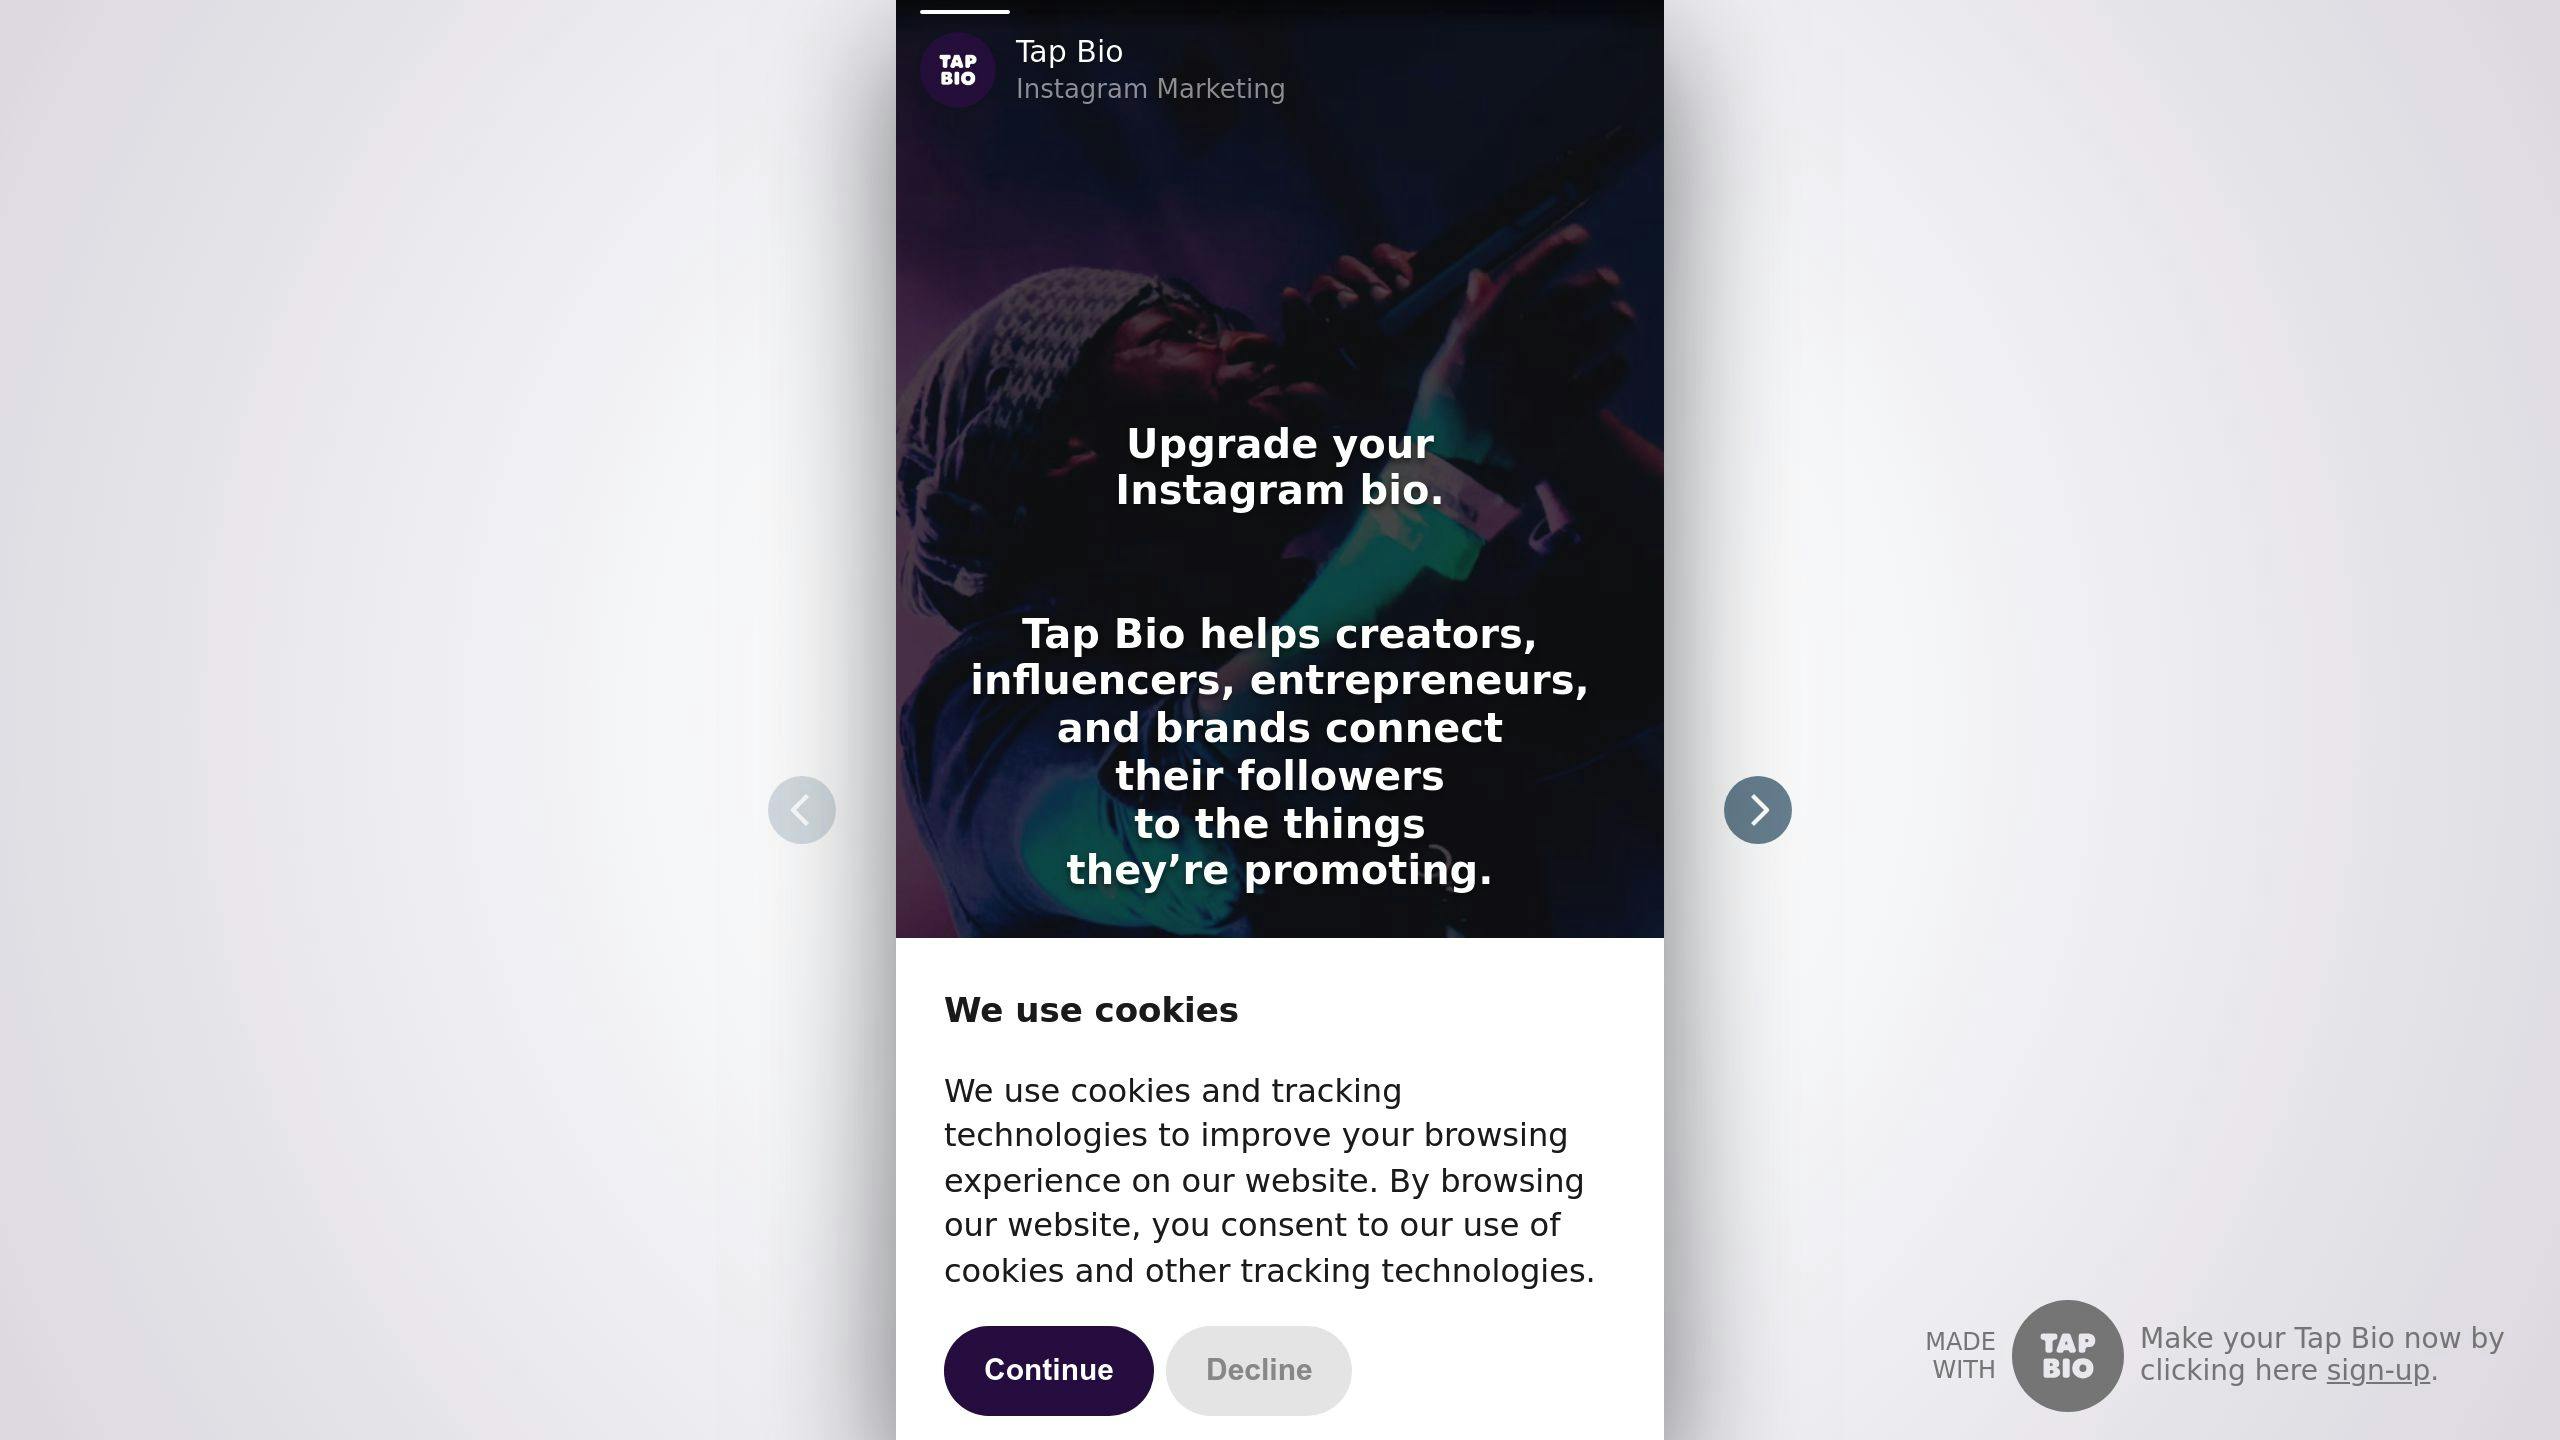 TAP
BIO
Tap Bio
Instagram Marketing
Upgrade your
Instagram bio.
Tap Bio helps creators,
influencers, entrepreneurs,
and brands connect
their followers
to the things
they’re promoting.
We use cookies
We use cookies and tracking
technologies to improve your browsing
experience on our website. By browsing
our website, you consent to our use of
cookies and other tracking technologies.
Continue
Decline
MADE
WITH
TAP
BIO
Make your Tap Bio now by
clicking here sign-up.